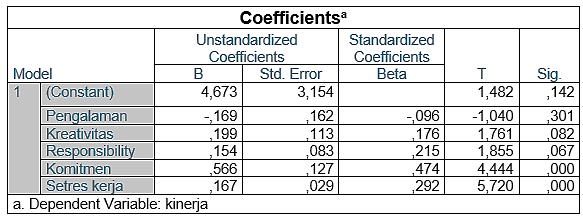 Coefficientsa
Model Unstandardized Coefficients Standardized Coefficients T Sig.
B Std. Error Beta
1 (Constant) 4,673 3,154 1,482 ,142
Pengalaman -,169 ,162 -,096 -1,040 ,301
Kreativitas ,199 ,113 ,176 1,761 ,082
Responsibility ,154 ,083 ,215 1,855 ,067
Komitmen ,566 ,127 ,474 4,444 ,000
Setres kerja ,167 ,029 ,292 5,720 ,000
a. Dependent Variable: kinerja